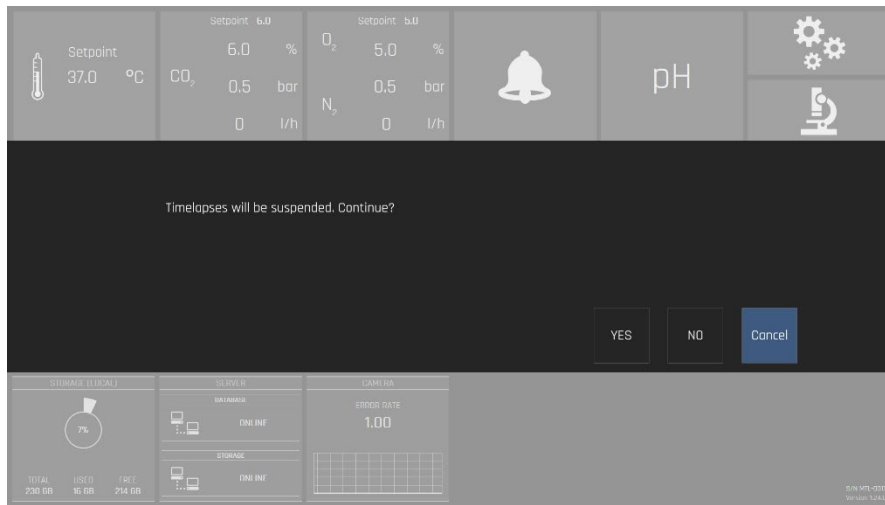 Setpoint
37.0 °C
Setpoint 6.0
CO2
6.0 %
0.5 bar
0 l/h
Setpoint 5.0
O2
5.0 %
0.5 bar
N2
0 l/h
pH
Timelapses will be suspended. Continue?
YES NO Cancel
STORAGE (LOCAL)
7%
TOTAL USED FREE
230 GB 16 GB 214 GB
SERVER
DATABASE
ONLINE
STORAGE
ONLINE
CAMERA
ERROR RATE
1.00